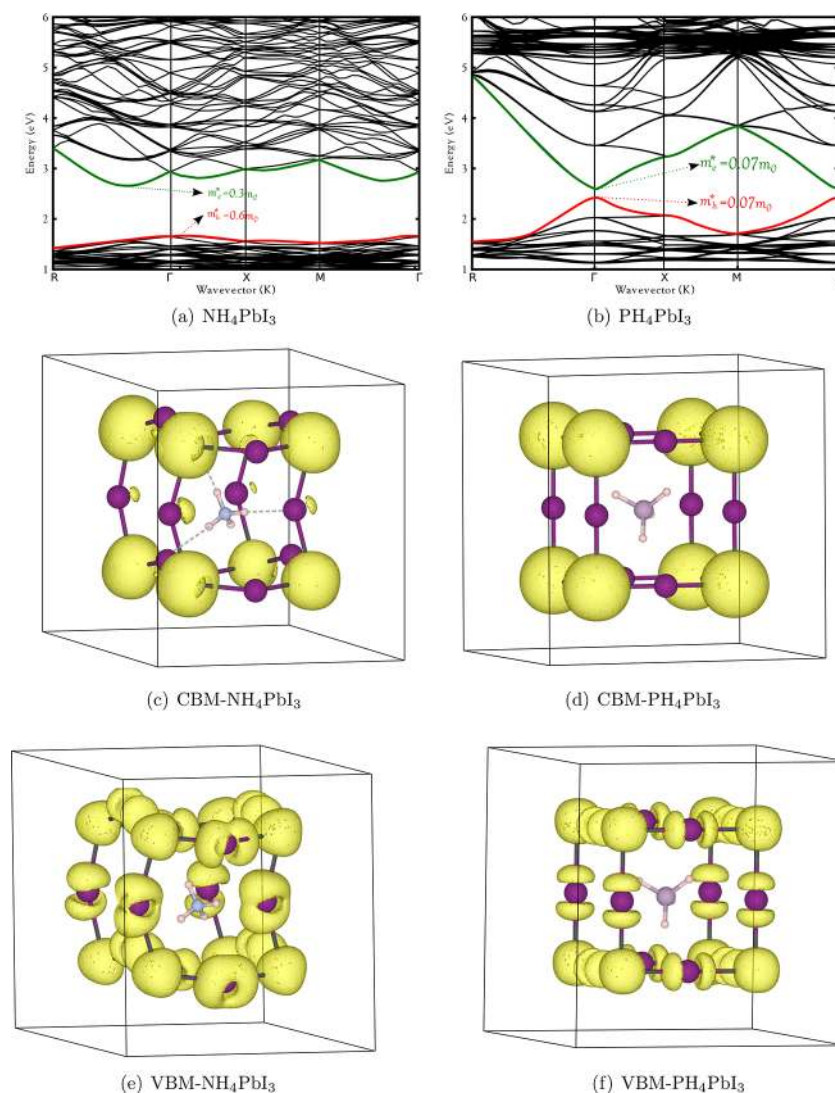 6 6
5 5
Energy (eV) Energy (eV)
4 4
3 3
m*e=0.3m0 m*e=0.07m0
m*h=0.6m0 m*h=0.07m0
2 2
1 1
R Γ X M Γ R Γ X M
Wavevector (K) Wavevector (K)
(a) NH₄PbI₃ (b) PH₄PbI₃
(c) CBM-NH₄PbI₃ (d) CBM-PH₄PbI₃
(e) VBM-NH₄PbI₃ (f) VBM-PH₄PbI₃